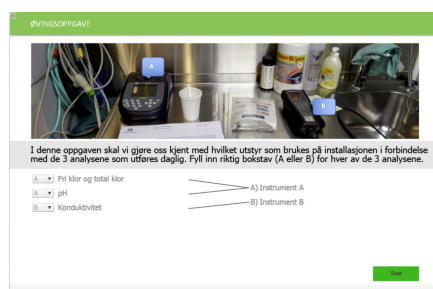 ØVINGSOPPGAVE
A
B
I denne oppgaven skal vi gjøre oss kjent med hvilket utstyr som brukes på installasjonen i forbindelse
med de 3 analysene som utføres daglig. Fyll inn riktig bokstav (A eller B) for hver av de 3 analysene.
A Fri klor og total klor
A pH
B Konduktivitet
A) Instrument A
B) Instrument B
Svar